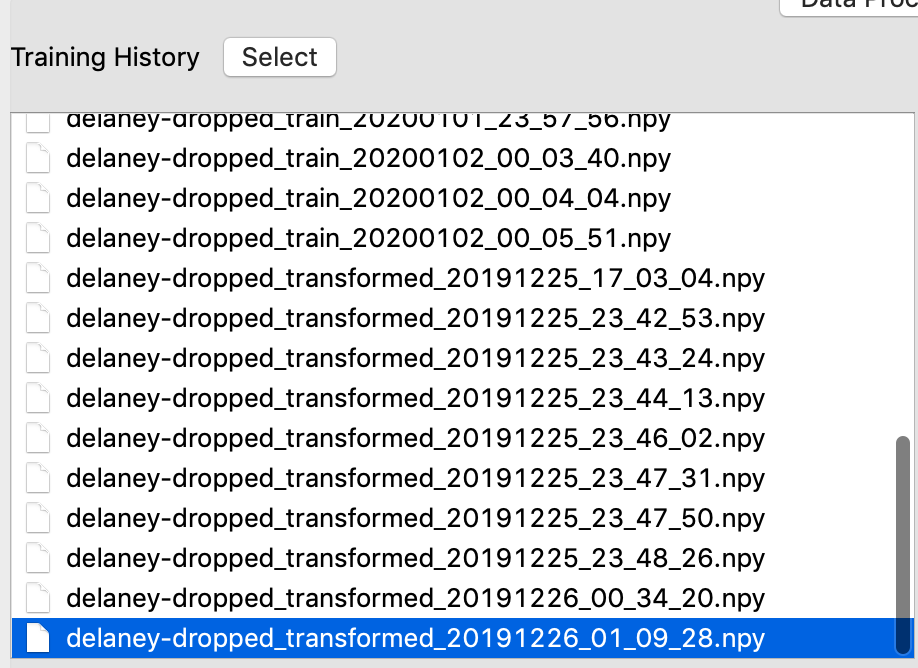 Data Proc
Training History
Select
delaney-dropped_train_20200101_23_57_56.npy
delaney-dropped_train_20200102_00_03_40.npy
delaney-dropped_train_20200102_00_04_04.npy
delaney-dropped_train_20200102_00_05_51.npy
delaney-dropped_transformed_20191225_17_03_04.npy
delaney-dropped_transformed_20191225_23_42_53.npy
delaney-dropped_transformed_20191225_23_43_24.npy
delaney-dropped_transformed_20191225_23_44_13.npy
delaney-dropped_transformed_20191225_23_46_02.npy
delaney-dropped_transformed_20191225_23_47_31.npy
delaney-dropped_transformed_20191225_23_47_50.npy
delaney-dropped_transformed_20191225_23_48_26.npy
delaney-dropped_transformed_20191226_00_34_20.npy
delaney-dropped_transformed_20191226_01_09_28.npy